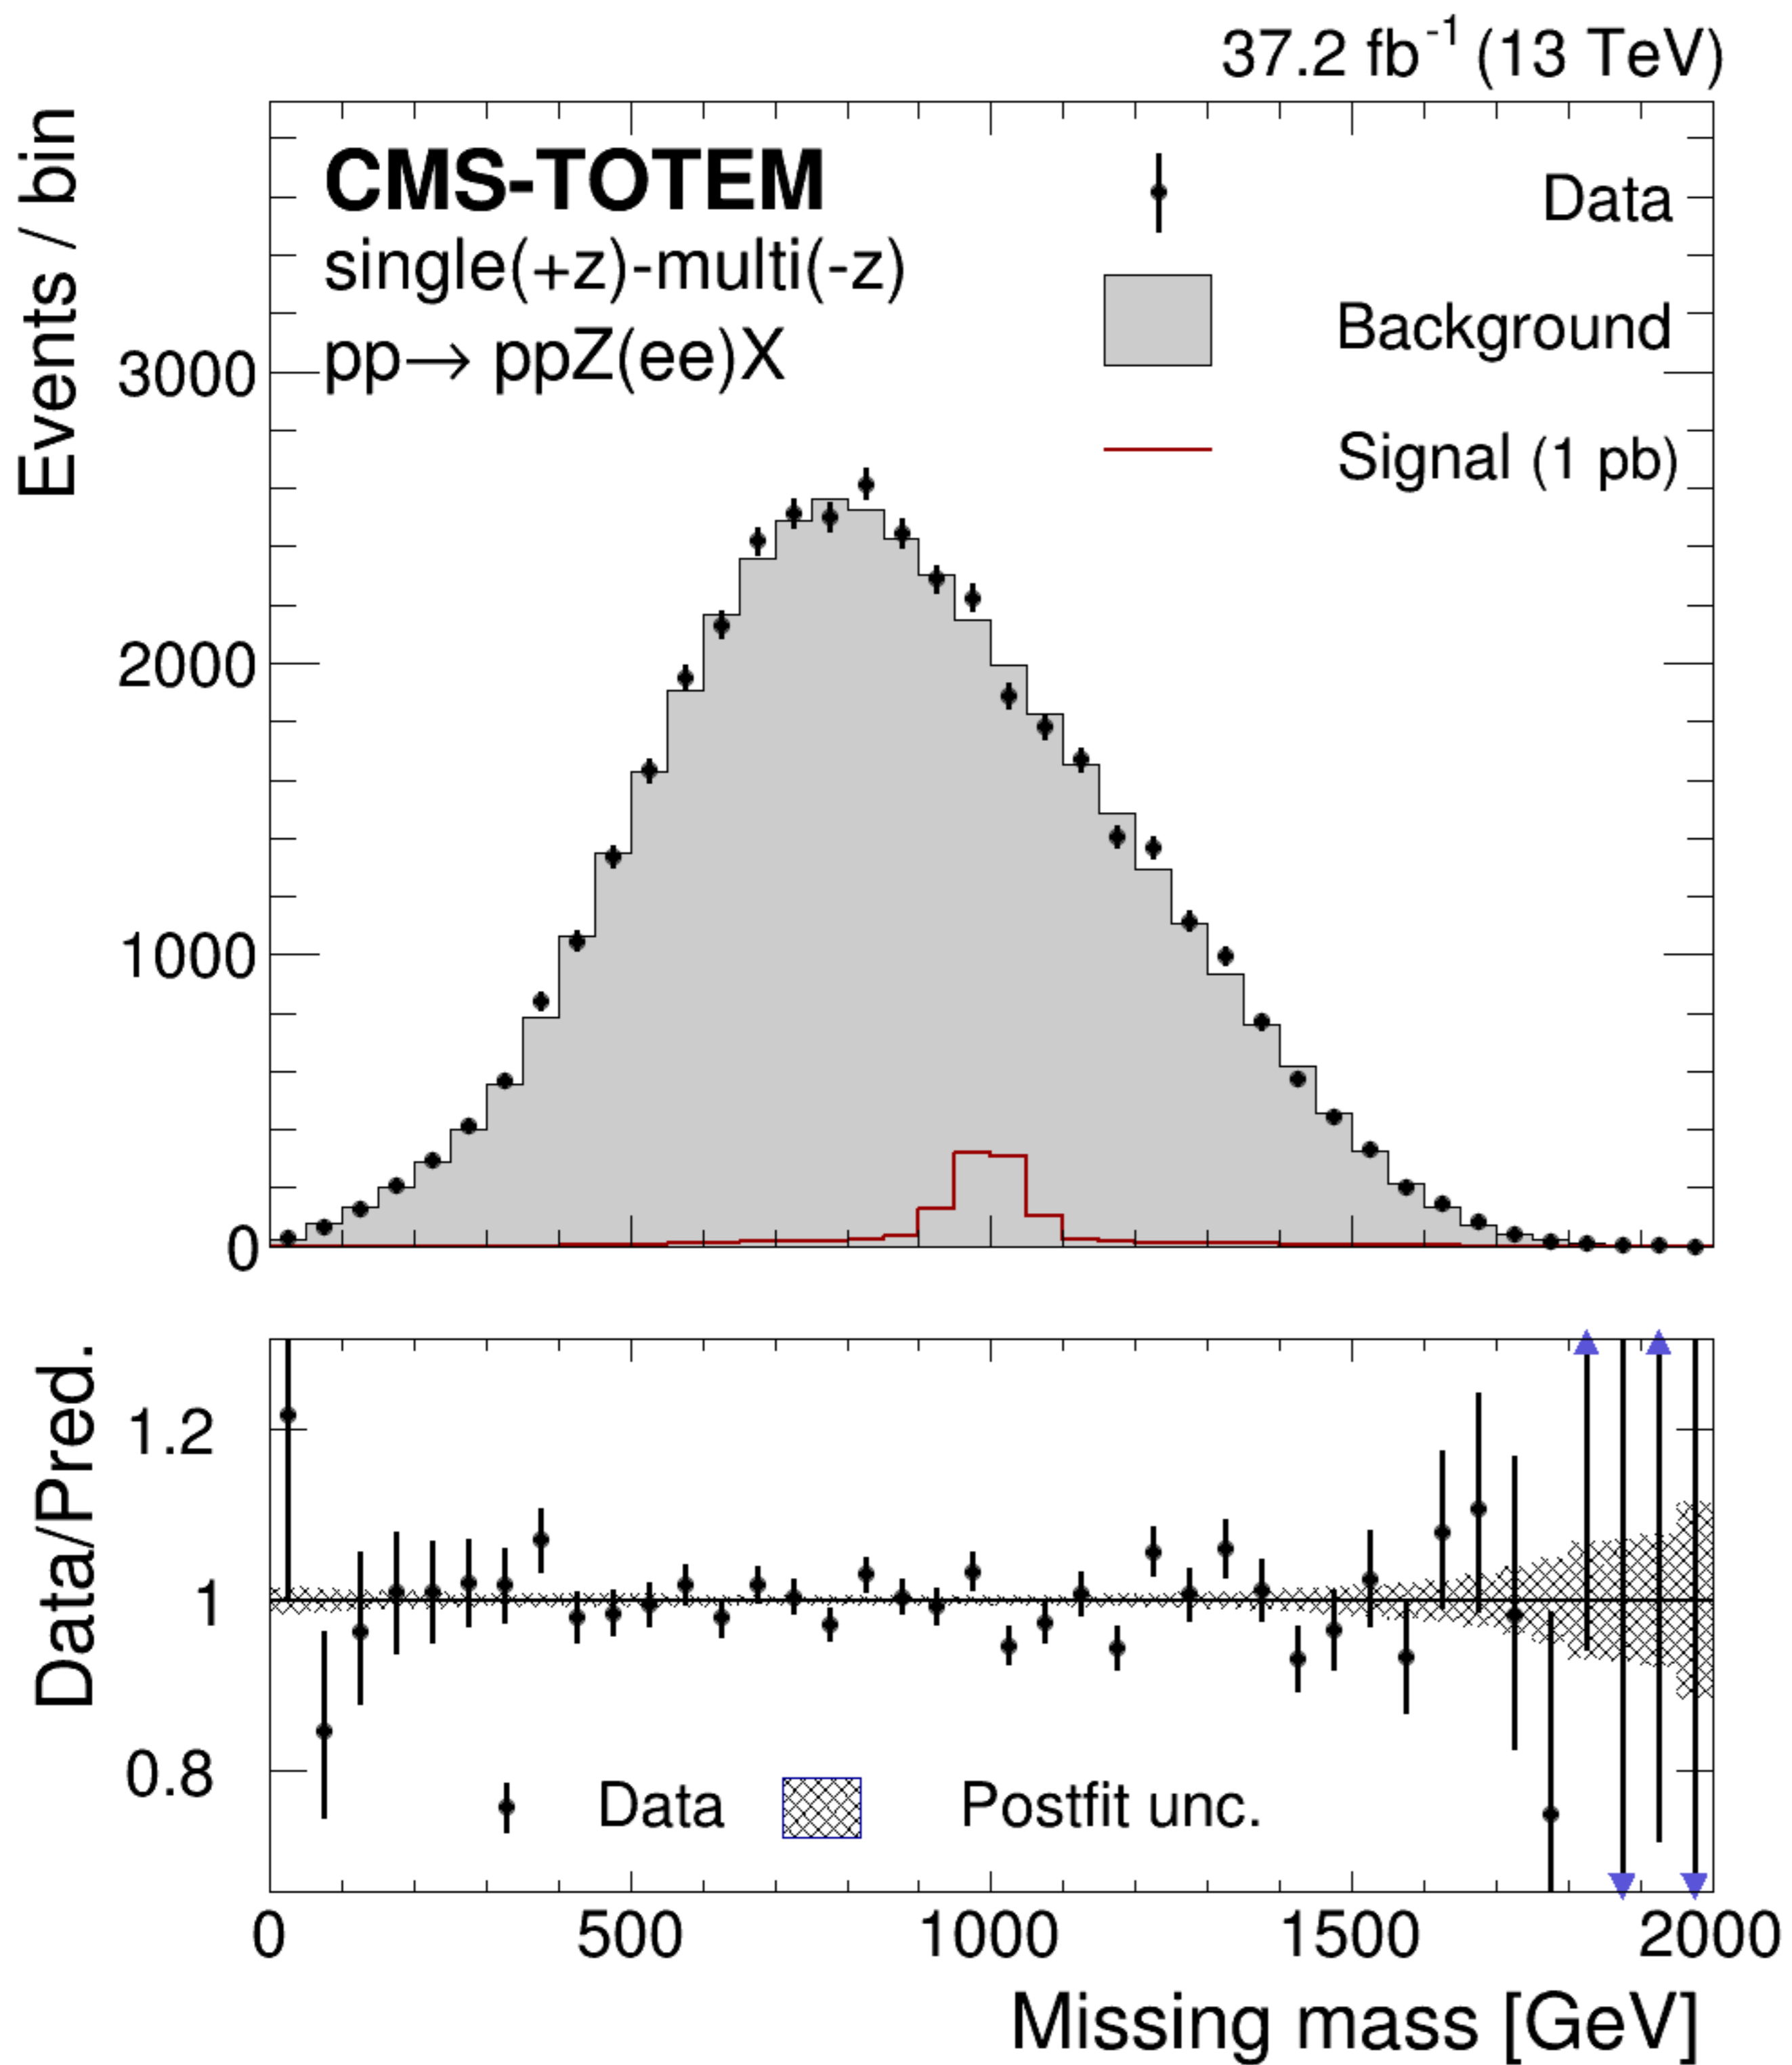 37.2 fb⁻¹ (13 TeV)
Events / bin
CMS-TOTEM
single(+z)-multi(-z)
pp→ ppZ(ee)X
Data
Background
Signal (1 pb)
3000
2000
1000
0
Data/Pred.
1.2
1
0.8
Data
Postfit unc.
0 500 1000 1500 2000
Missing mass [GeV]